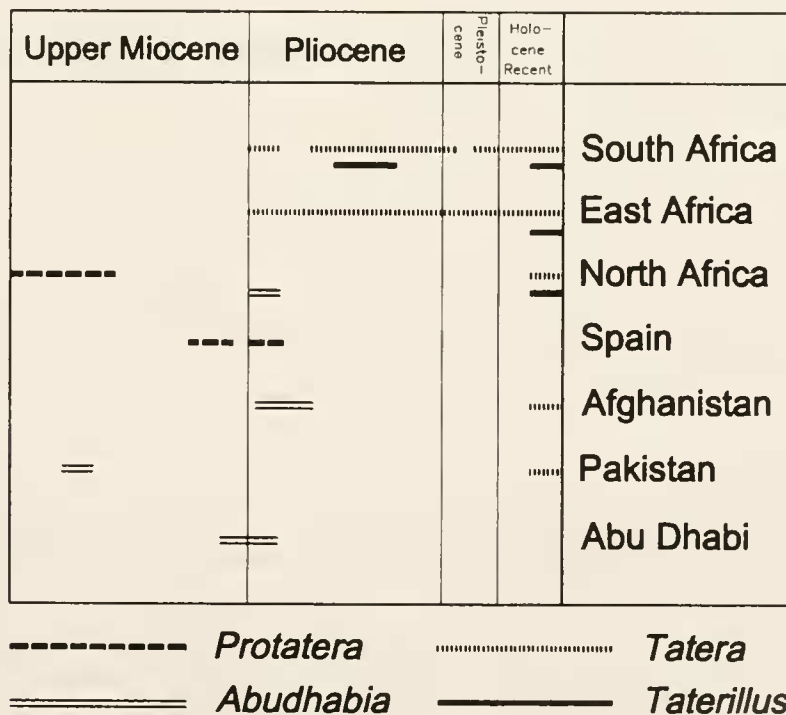 Upper Miocene
Pliocene
Pleisto-
cene
Holo-
cene
Recent
South Africa
East Africa
North Africa
Spain
Afghanistan
Pakistan
Abu Dhabi
Protatera
Tatera
Abudhabia
Taterillus